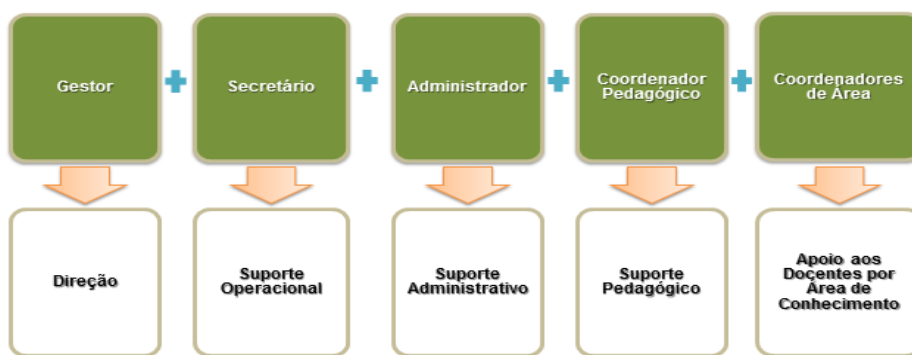 Gestor
Secretário
Administrador
Coordenador
Pedagógico
Coordenadores
de Área
Direção
Suporte
Operacional
Suporte
Administrativo
Suporte
Pedagógico
Apoio aos
Docentes por
Área de
Conhecimento